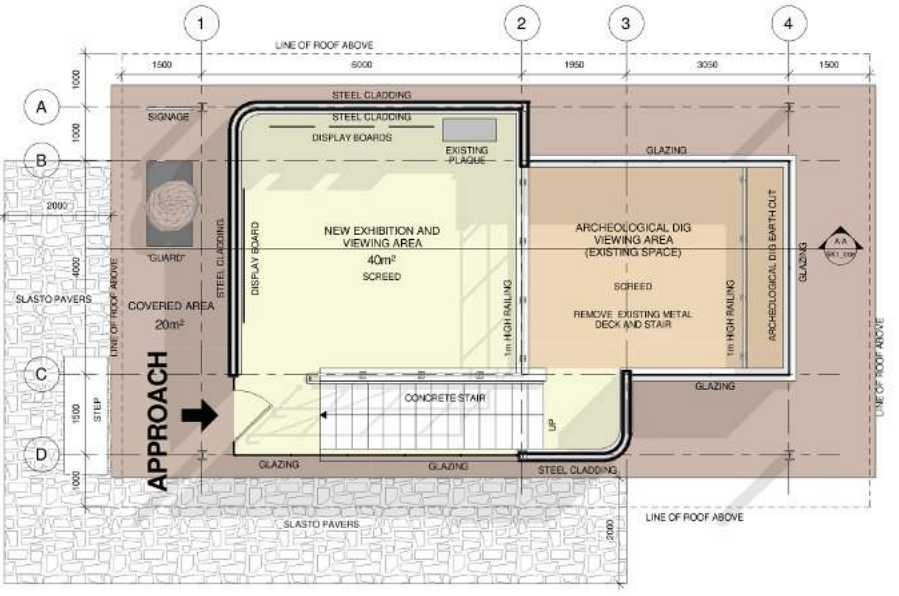 1
2
3
4
LINE OF ROOF ABOVE
1500
6000
1950
3050
1500
1000
A
STEEL CLADDING
SIGNAGE
STEEL CLADDING
1000
DISPLAY BOARDS
EXISTING
PLAQUE
B
GLAZING
2000
NEW EXHIBITION AND
VIEWING AREA
40m²
SCREED
ARCHEOLOGICAL DIG
VIEWING AREA
(EXISTING SPACE)
SCREED
REMOVE EXISTING METAL
DECK AND STAIR
STEEL CLADDING
DISPLAY BOARD
1m HIGH RAILING
1m HIGH RAILING
ARCHEOLOGICAL DIG EARTH CUT
GLAZING
A A
"GUARD"
4000
SLASTO PAVERS
LINE OF ROOF ABOVE
COVERED AREA
20m²
LINE OF ROOF ABOVE
C
GLAZING
CONCRETE STAIR
UP
STEP
1500
APPROACH
D
GLAZING
GLAZING
STEEL CLADDING
1000
SLASTO PAVERS
2000
LINE OF ROOF ABOVE